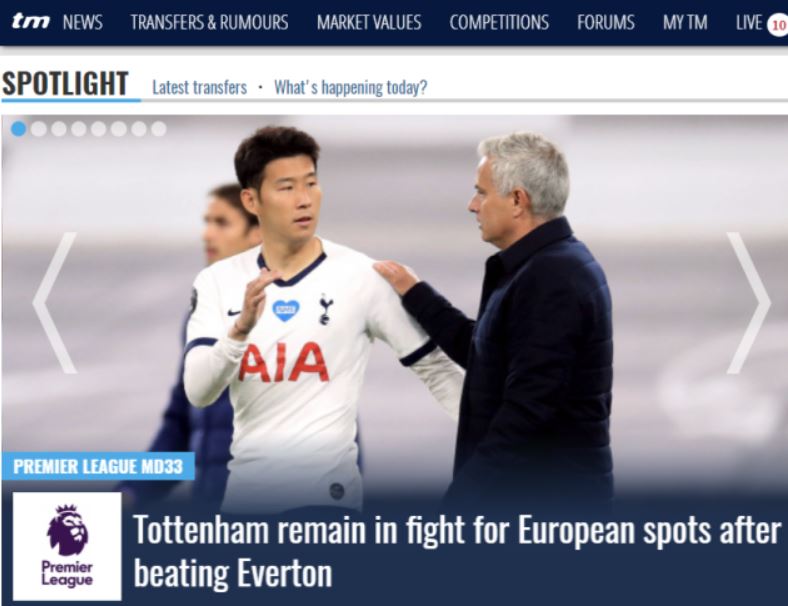 tm NEWS TRANSFERS & RUMOURS MARKET VALUES COMPETITIONS FORUMS MY TM LIVE 10
SPOTLIGHT Latest transfers · What's happening today?
AIA
PREMIER LEAGUE MD33
Premier
League
Tottenham remain in fight for European spots after
beating Everton